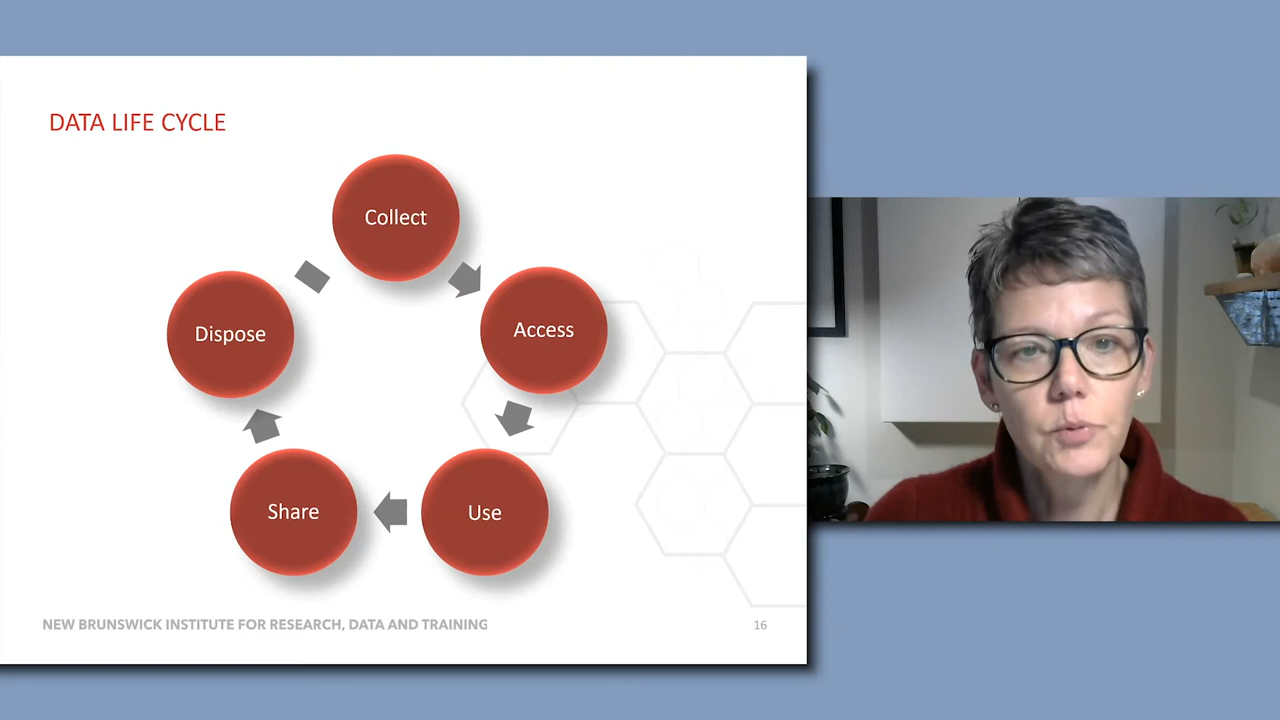 DATA LIFE CYCLE
Collect
Access
Use
Share
Dispose
NEW BRUNSWICK INSTITUTE FOR RESEARCH, DATA AND TRAINING
16